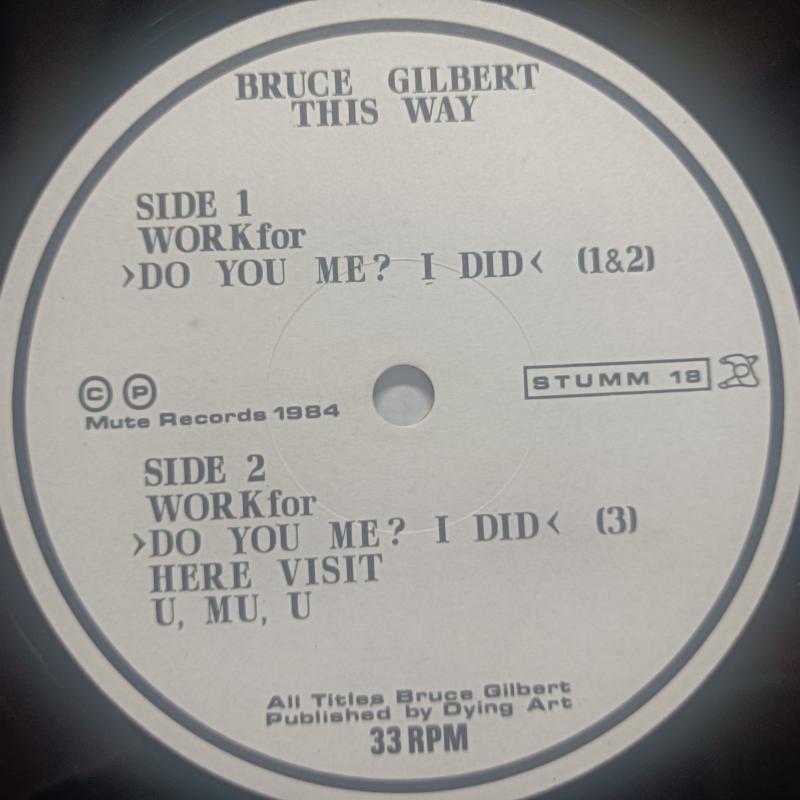 BRUCE GILBERT
THIS WAY
SIDE 1
WORKfor
>DO YOU ME? I DID< (1&2)
© ℗
Mute Records 1984
STUMM 18
SIDE 2
WORKfor
>DO YOU ME? I DID< (3)
HERE VISIT
U, MU, U
All Titles Bruce Gilbert
Published by Dying Art
33 RPM